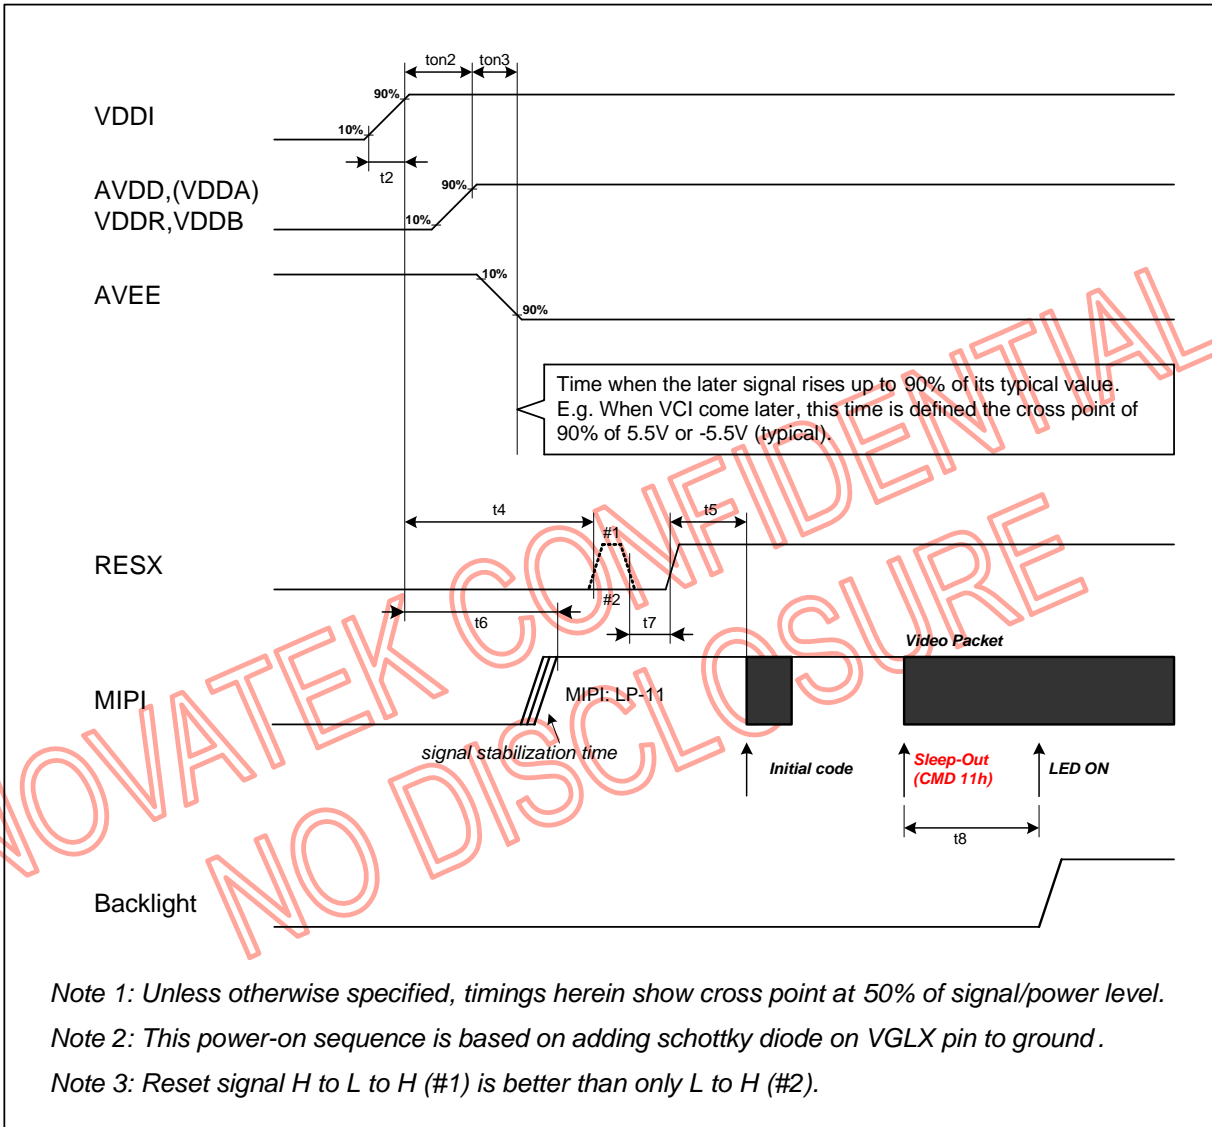 ton2 ton3
VDDI
90%
10%
t2
AVDD,(VDDA)
VDDR,VDDB
90%
10%
AVEE
10%
90%
Time when the later signal rises up to 90% of its typical value.
E.g. When VCI come later, this time is defined the cross point of
90% of 5.5V or -5.5V (typical).
t4
t5
#1
RESX
#2
t6
t7
Video Packet
MIPI
MIPI: LP-11
signal stabilization time
Initial code
Sleep-Out
(CMD 11h)
LED ON
t8
Backlight
NOVATEK CONFIDENTIAL
NO DISCLOSURE
Note 1: Unless otherwise specified, timings herein show cross point at 50% of signal/power level.
Note 2: This power-on sequence is based on adding schottky diode on VGLX pin to ground .
Note 3: Reset signal H to L to H (#1) is better than only L to H (#2).